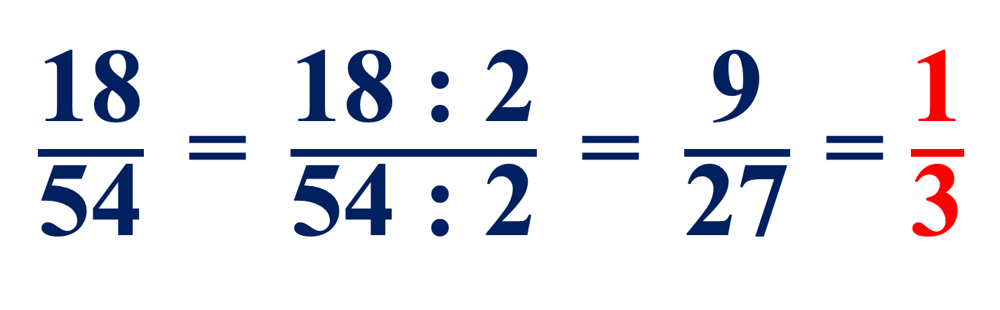 18/54 = (18 : 2)/(54 : 2) = 9/27 = 1/3